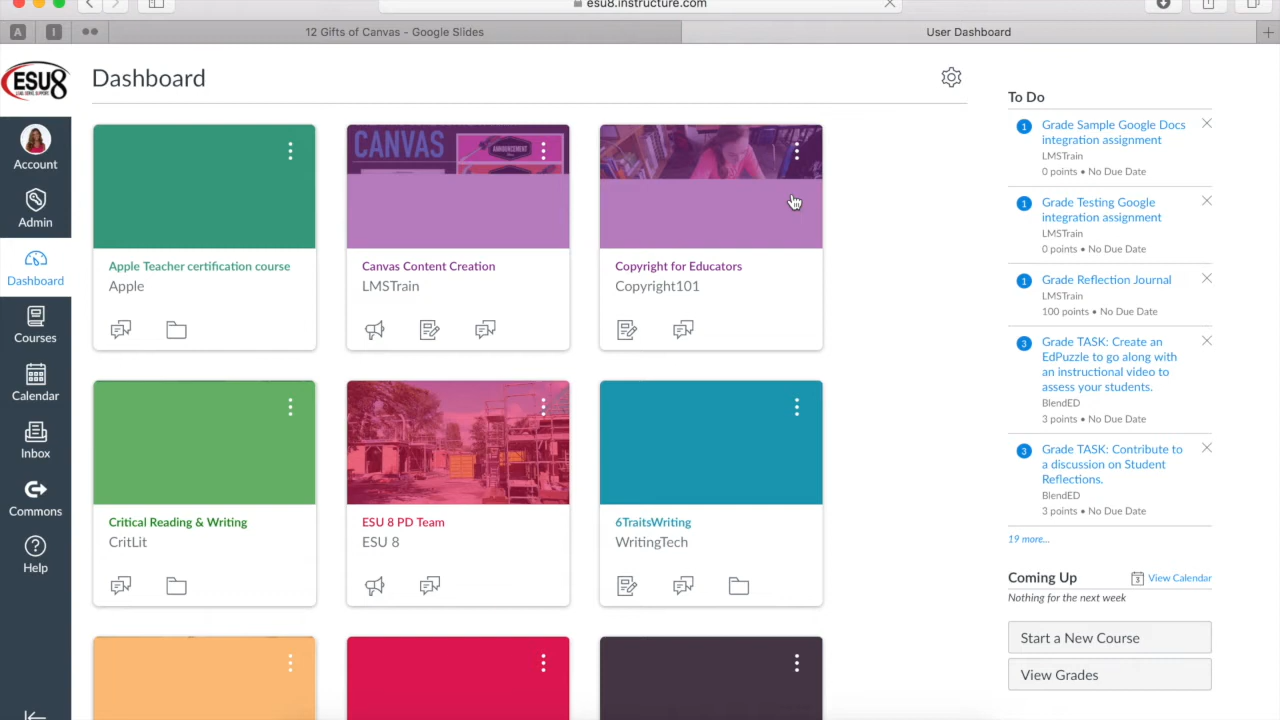 esu8.instructure.com
A
I
12 Gifts of Canvas - Google Slides
User Dashboard
ESU8
Account
Admin
Dashboard
Courses
Calendar
Inbox
Commons
Help
Dashboard
CANVAS
ANNOUNCEMENT
Apple Teacher certification course
Apple
Canvas Content Creation
LMSTrain
Copyright for Educators
Copyright101
Critical Reading & Writing
CritLit
ESU 8 PD Team
ESU 8
6TraitsWriting
WritingTech
To Do
1
Grade Sample Google Docs
integration assignment
LMSTrain
0 points • No Due Date
1
Grade Testing Google
integration assignment
LMSTrain
0 points • No Due Date
1
Grade Reflection Journal
LMSTrain
100 points • No Due Date
3
Grade TASK: Create an
EdPuzzle to go along with
an instructional video to
assess your students.
BlendED
3 points • No Due Date
3
Grade TASK: Contribute to
a discussion on Student
Reflections.
BlendED
3 points • No Due Date
19 more...
Coming Up
3
View Calendar
Nothing for the next week
Start a New Course
View Grades